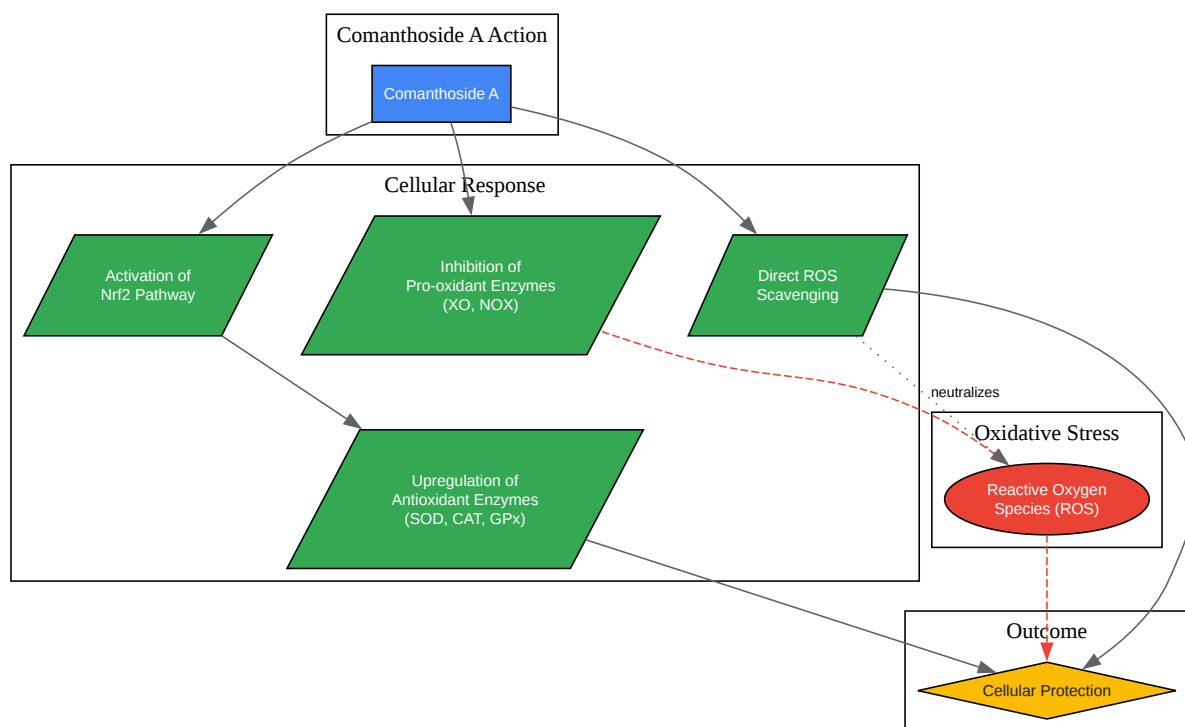 Comanthoside A Action
Comanthoside A
Cellular Response
Activation of
Nrf2 Pathway
Inhibition of
Pro-oxidant Enzymes
(XO, NOX)
Direct ROS
Scavenging
neutralizes
Upregulation of
Antioxidant Enzymes
(SOD, CAT, GPx)
Oxidative Stress
Reactive Oxygen
Species (ROS)
Outcome
Cellular Protection